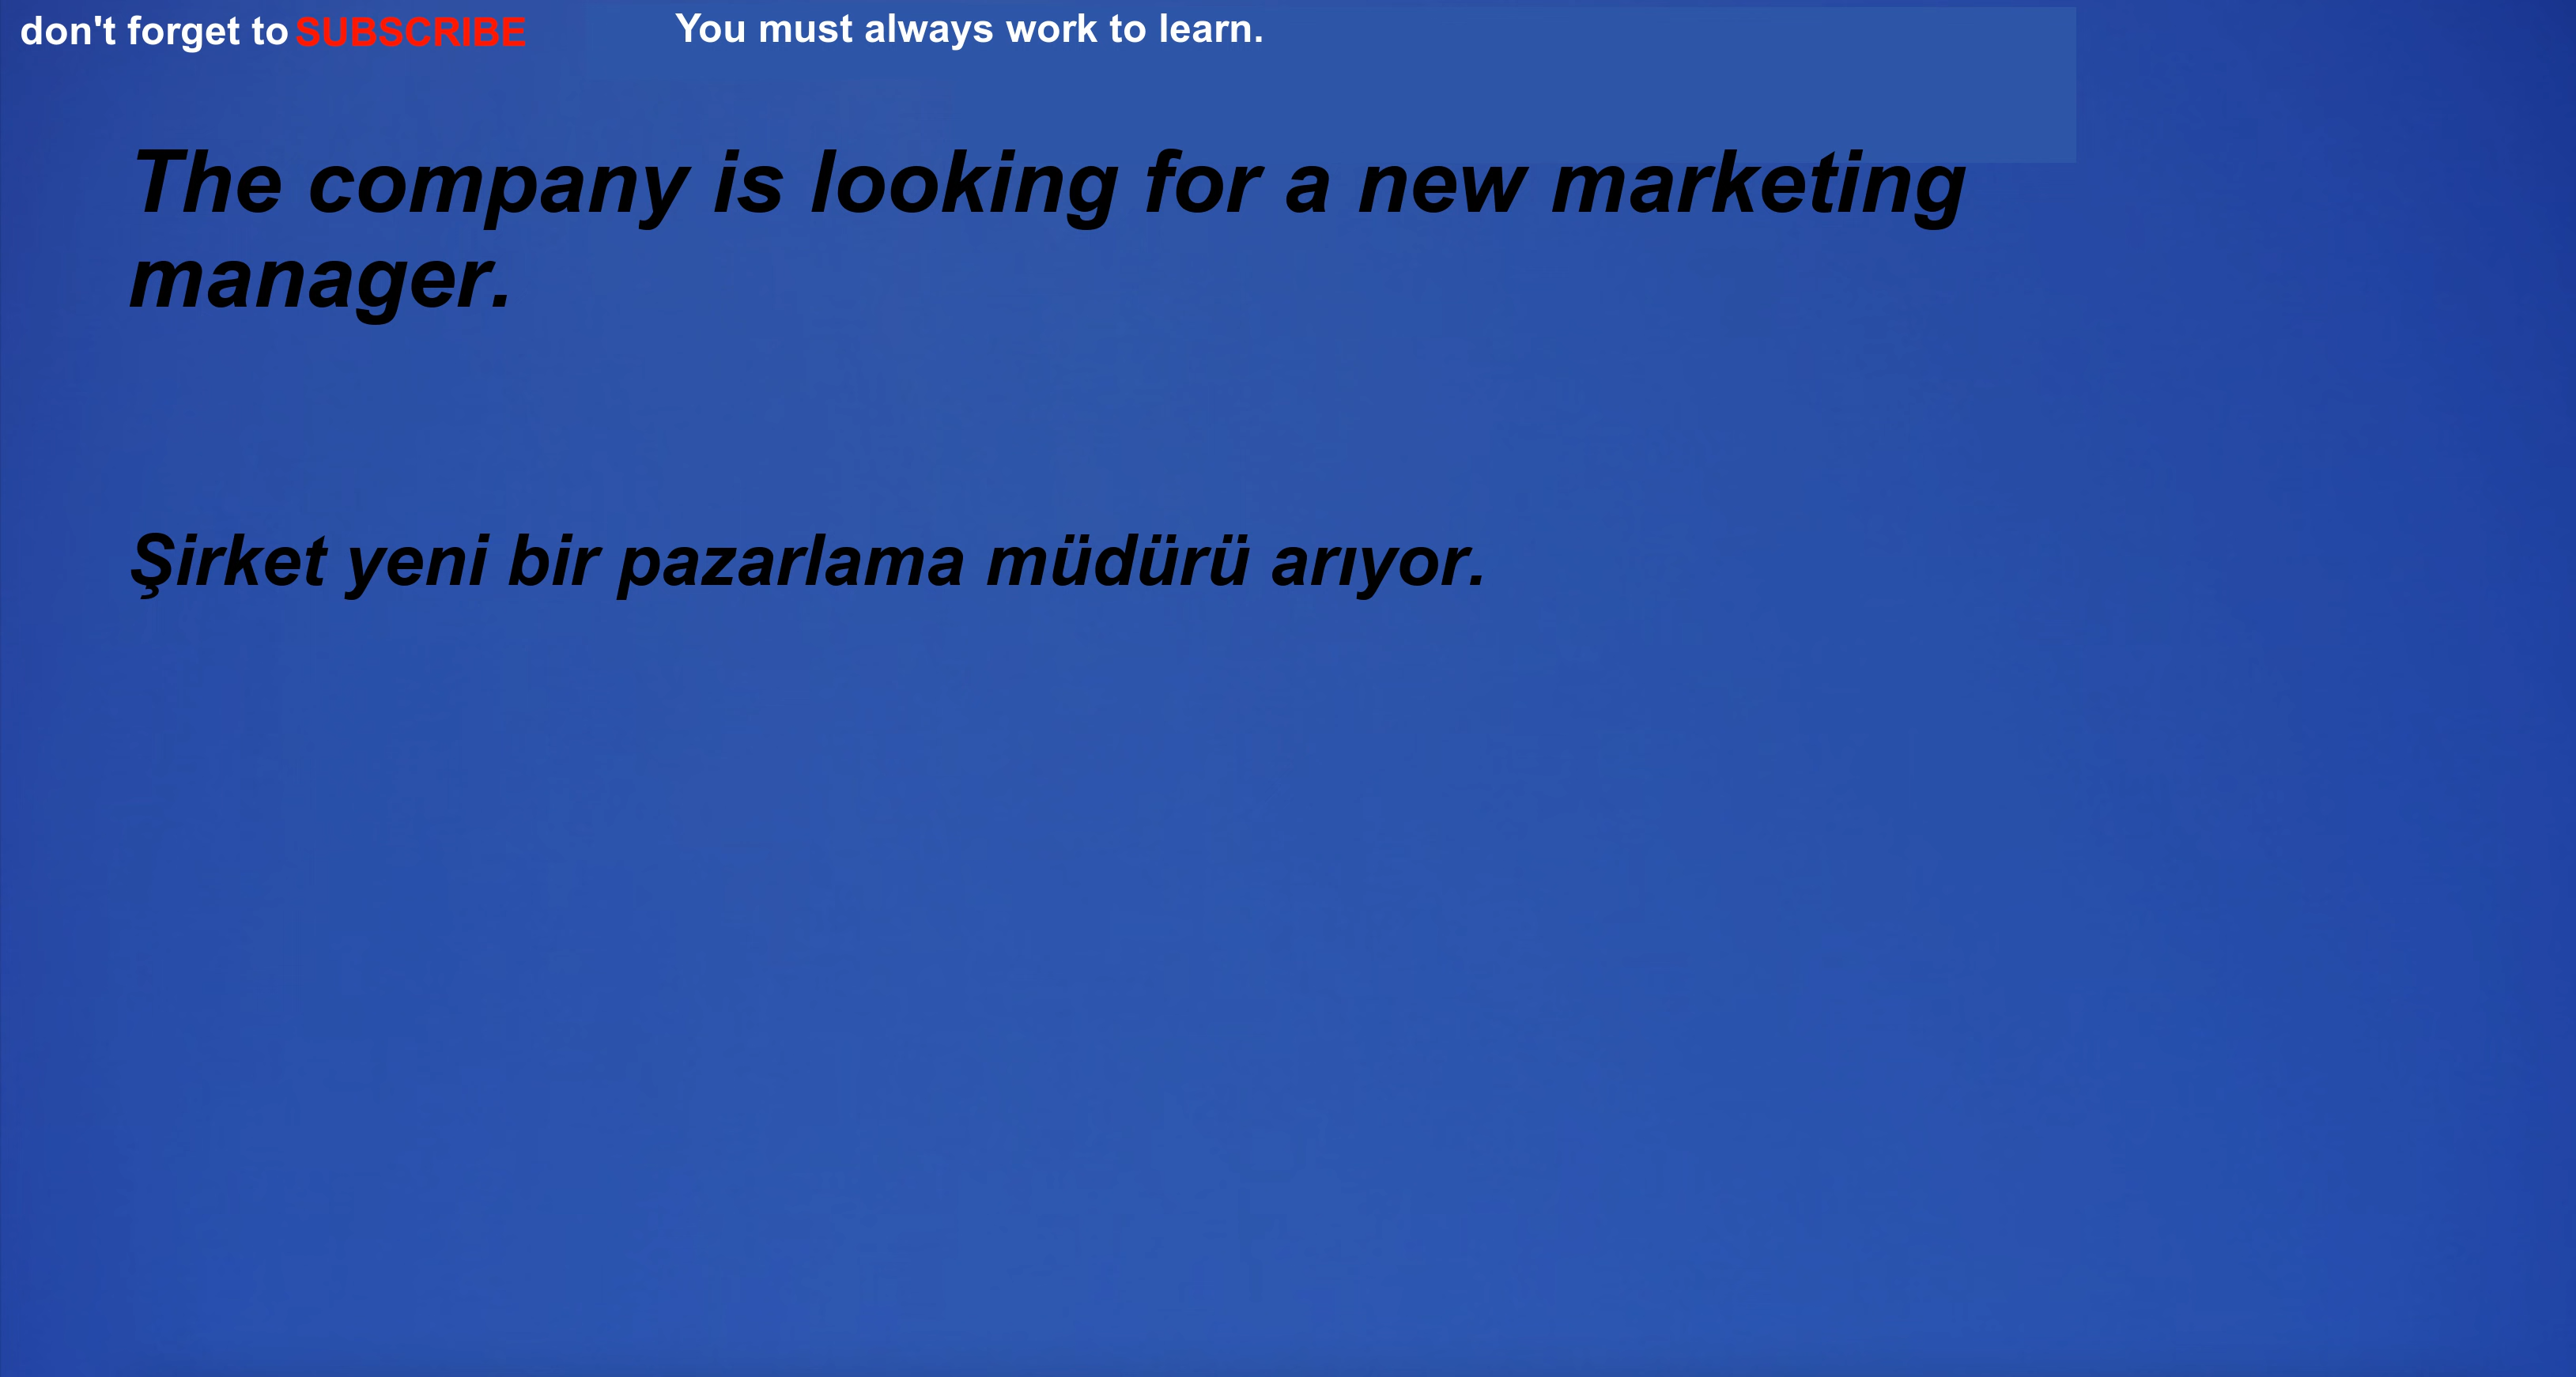 don't forget to SUBSCRIBE
You must always work to learn.
The company is looking for a new marketing
manager.
Şirket yeni bir pazarlama müdürü arıyor.